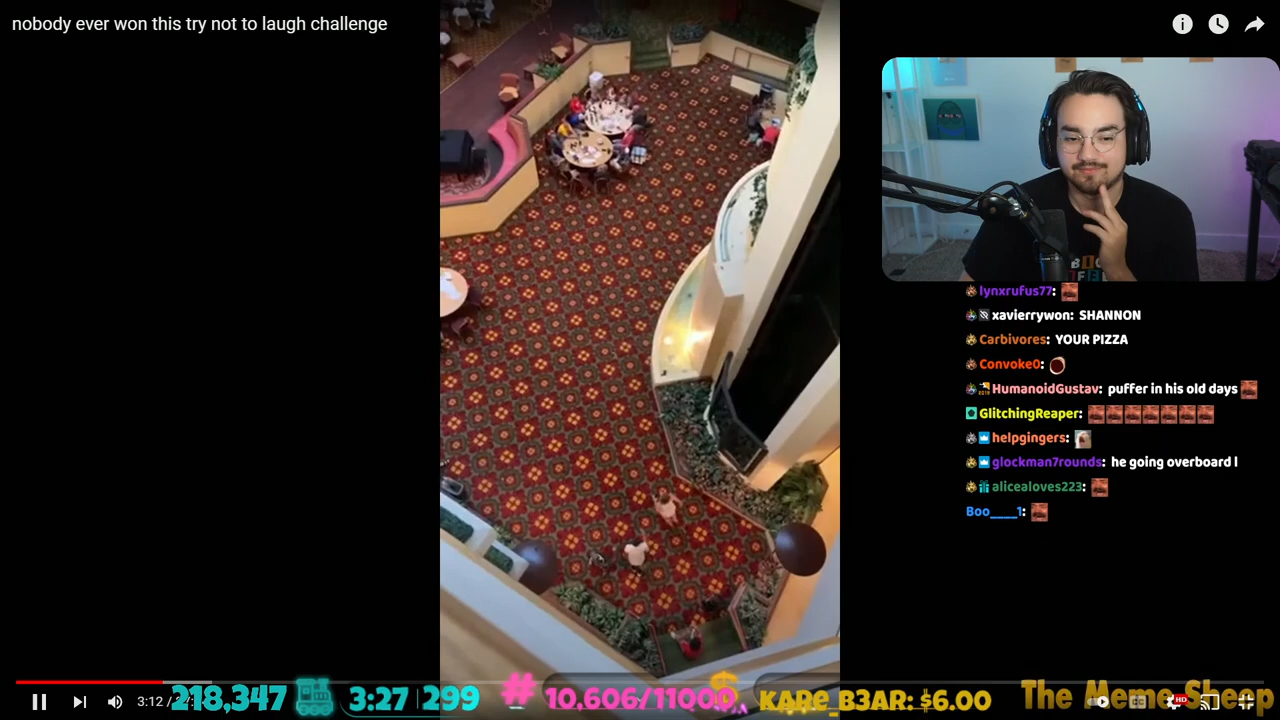 nobody ever won this try not to laugh challenge
lynxrufus77:
xavierrywon: SHANNON
Carbivores: YOUR PIZZA
Convoke0:
HumanoidGustav: puffer in his old days
GlitchingReaper:
helpgingers:
glockman7rounds: he going overboard l
alicealoves223:
Boo____1:
3:12 /
218,347
3:27 | 299
# 10,606/11000
KARe_B3AR: $6.00
The Meme Sheep
HD